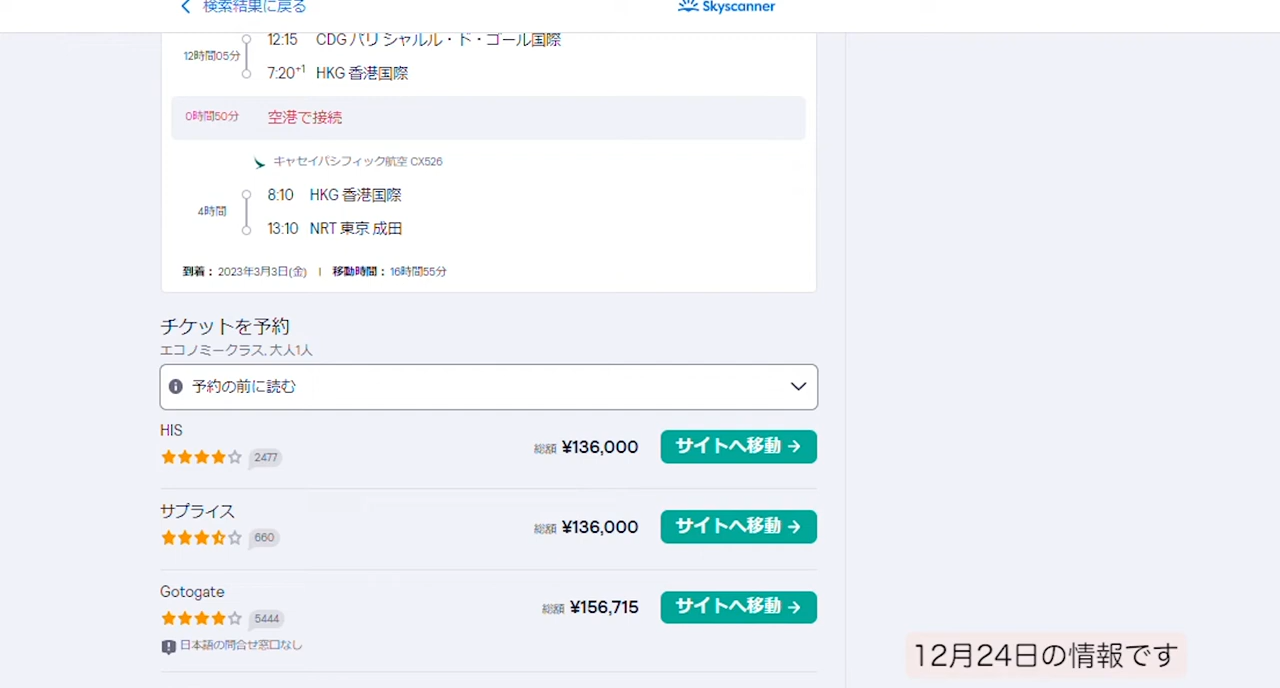 検索結果に戻る
Skyscanner
12:15 CDG パリ シャルル・ド・ゴール国際
12時間05分
7:20+1 HKG 香港国際
0時間50分 空港で接続
キャセイパシフィック航空 CX526
8:10 HKG 香港国際
4時間
13:10 NRT 東京 成田
到着： 2023年3月3日(金) | 移動時間： 16時間55分
チケットを予約
エコノミークラス, 大人1人
予約の前に読む
HIS
2477
総額 ¥136,000
サイトへ移動 →
サプライス
660
総額 ¥136,000
サイトへ移動 →
Gotogate
5444
総額 ¥156,715
サイトへ移動 →
日本語の問合せ窓口なし
12月24日の情報です